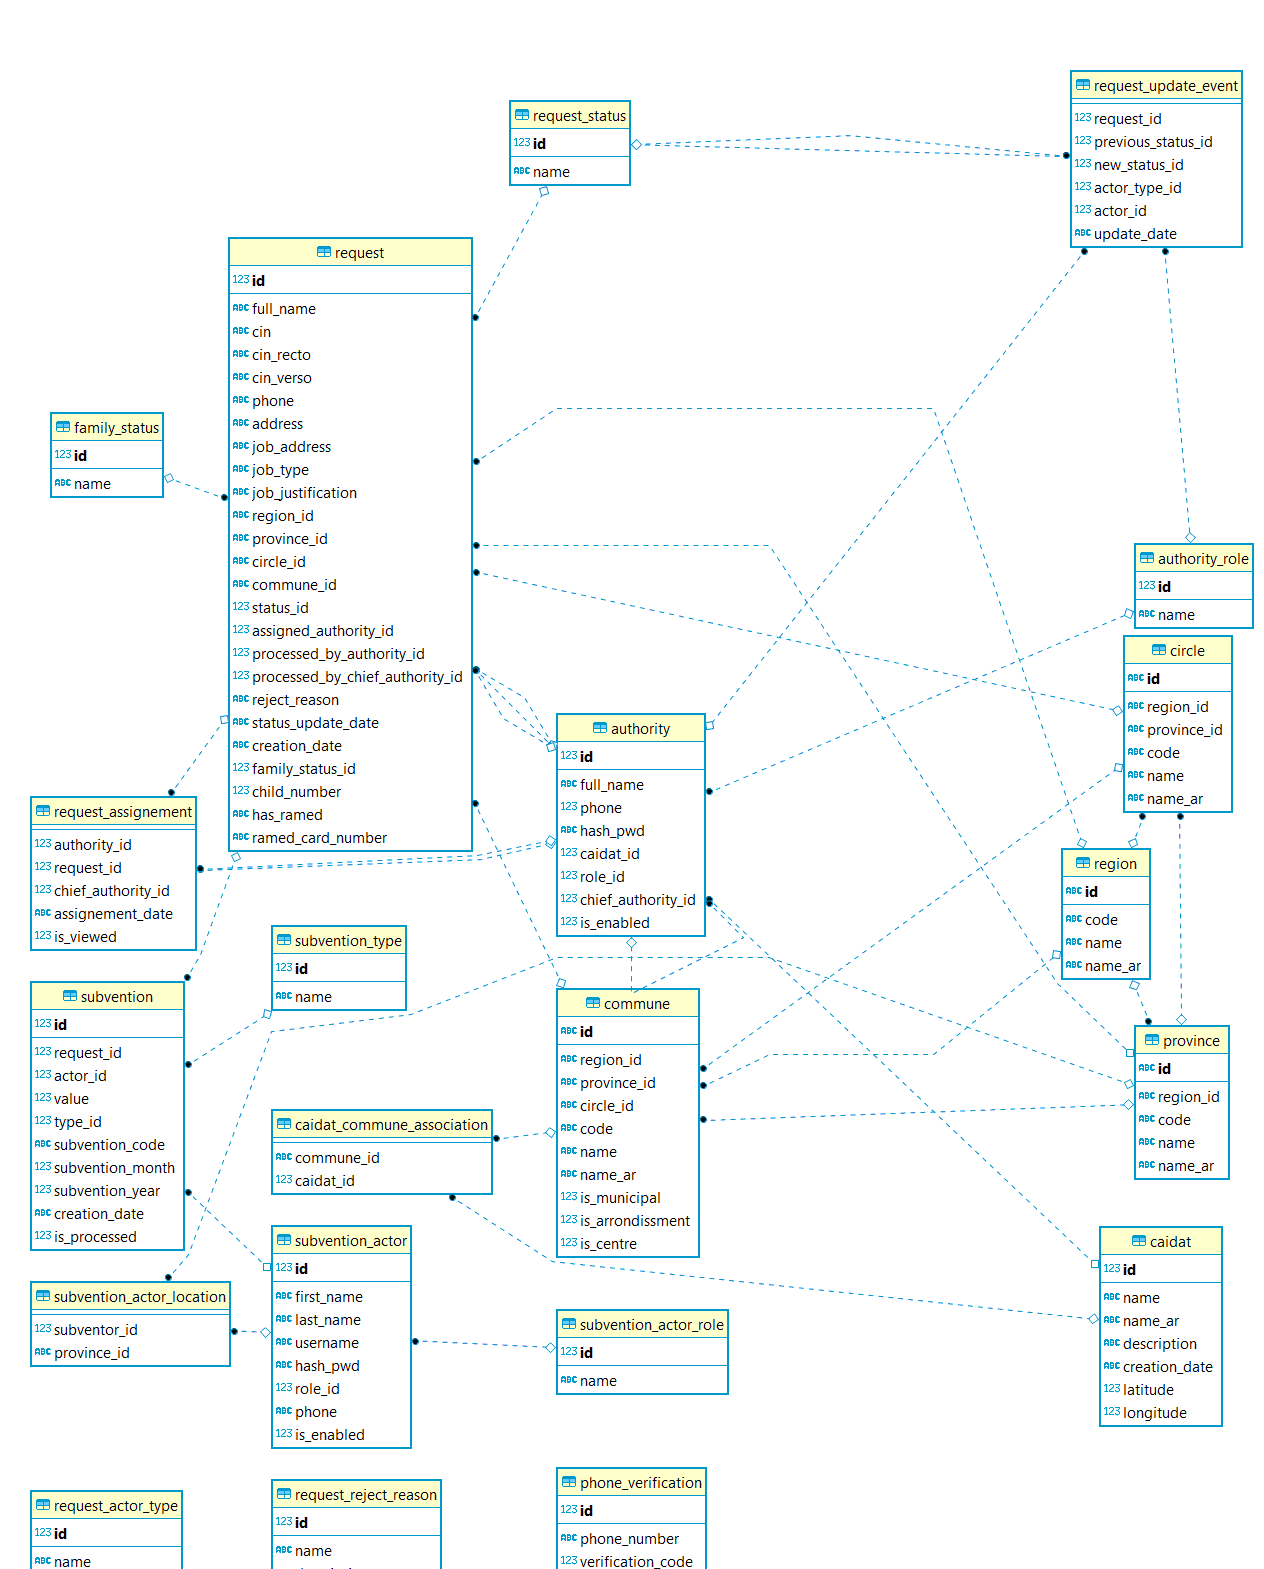 request_update_event
123 request_id
123 previous_status_id
123 new_status_id
123 actor_type_id
123 actor_id
ABC update_date
request_status
123 id
ABC name
request
123 id
ABC full_name
ABC cin
ABC cin_recto
ABC cin_verso
ABC phone
ABC address
ABC job_address
ABC job_type
ABC job_justification
ABC region_id
ABC province_id
ABC circle_id
ABC commune_id
123 status_id
123 assigned_authority_id
123 processed_by_authority_id
123 processed_by_chief_authority_id
ABC reject_reason
ABC status_update_date
ABC creation_date
123 family_status_id
123 child_number
ABC has_ramed
ABC ramed_card_number
family_status
123 id
ABC name
authority_role
123 id
ABC name
circle
ABC id
ABC region_id
ABC province_id
ABC code
ABC name
ABC name_ar
authority
123 id
ABC full_name
123 phone
ABC hash_pwd
123 caidat_id
123 role_id
123 chief_authority_id
123 is_enabled
request_assignement
123 authority_id
123 request_id
123 chief_authority_id
ABC assignement_date
123 is_viewed
region
ABC id
ABC code
ABC name
ABC name_ar
subvention_type
123 id
ABC name
subvention
123 id
123 request_id
123 actor_id
123 value
123 type_id
ABC subvention_code
123 subvention_month
123 subvention_year
ABC creation_date
123 is_processed
commune
ABC id
ABC region_id
ABC province_id
ABC circle_id
ABC code
ABC name
ABC name_ar
123 is_municipal
123 is_arrondissment
123 is_centre
province
ABC id
ABC region_id
ABC code
ABC name
ABC name_ar
caidat_commune_association
ABC commune_id
123 caidat_id
subvention_actor
123 id
ABC first_name
ABC last_name
ABC username
ABC hash_pwd
123 role_id
ABC phone
123 is_enabled
caidat
123 id
ABC name
ABC name_ar
ABC description
ABC creation_date
123 latitude
123 longitude
subvention_actor_location
123 subventor_id
ABC province_id
subvention_actor_role
123 id
ABC name
request_actor_type
123 id
ABC name
request_reject_reason
123 id
ABC name
phone_verification
123 id
ABC phone_number
123 verification_code